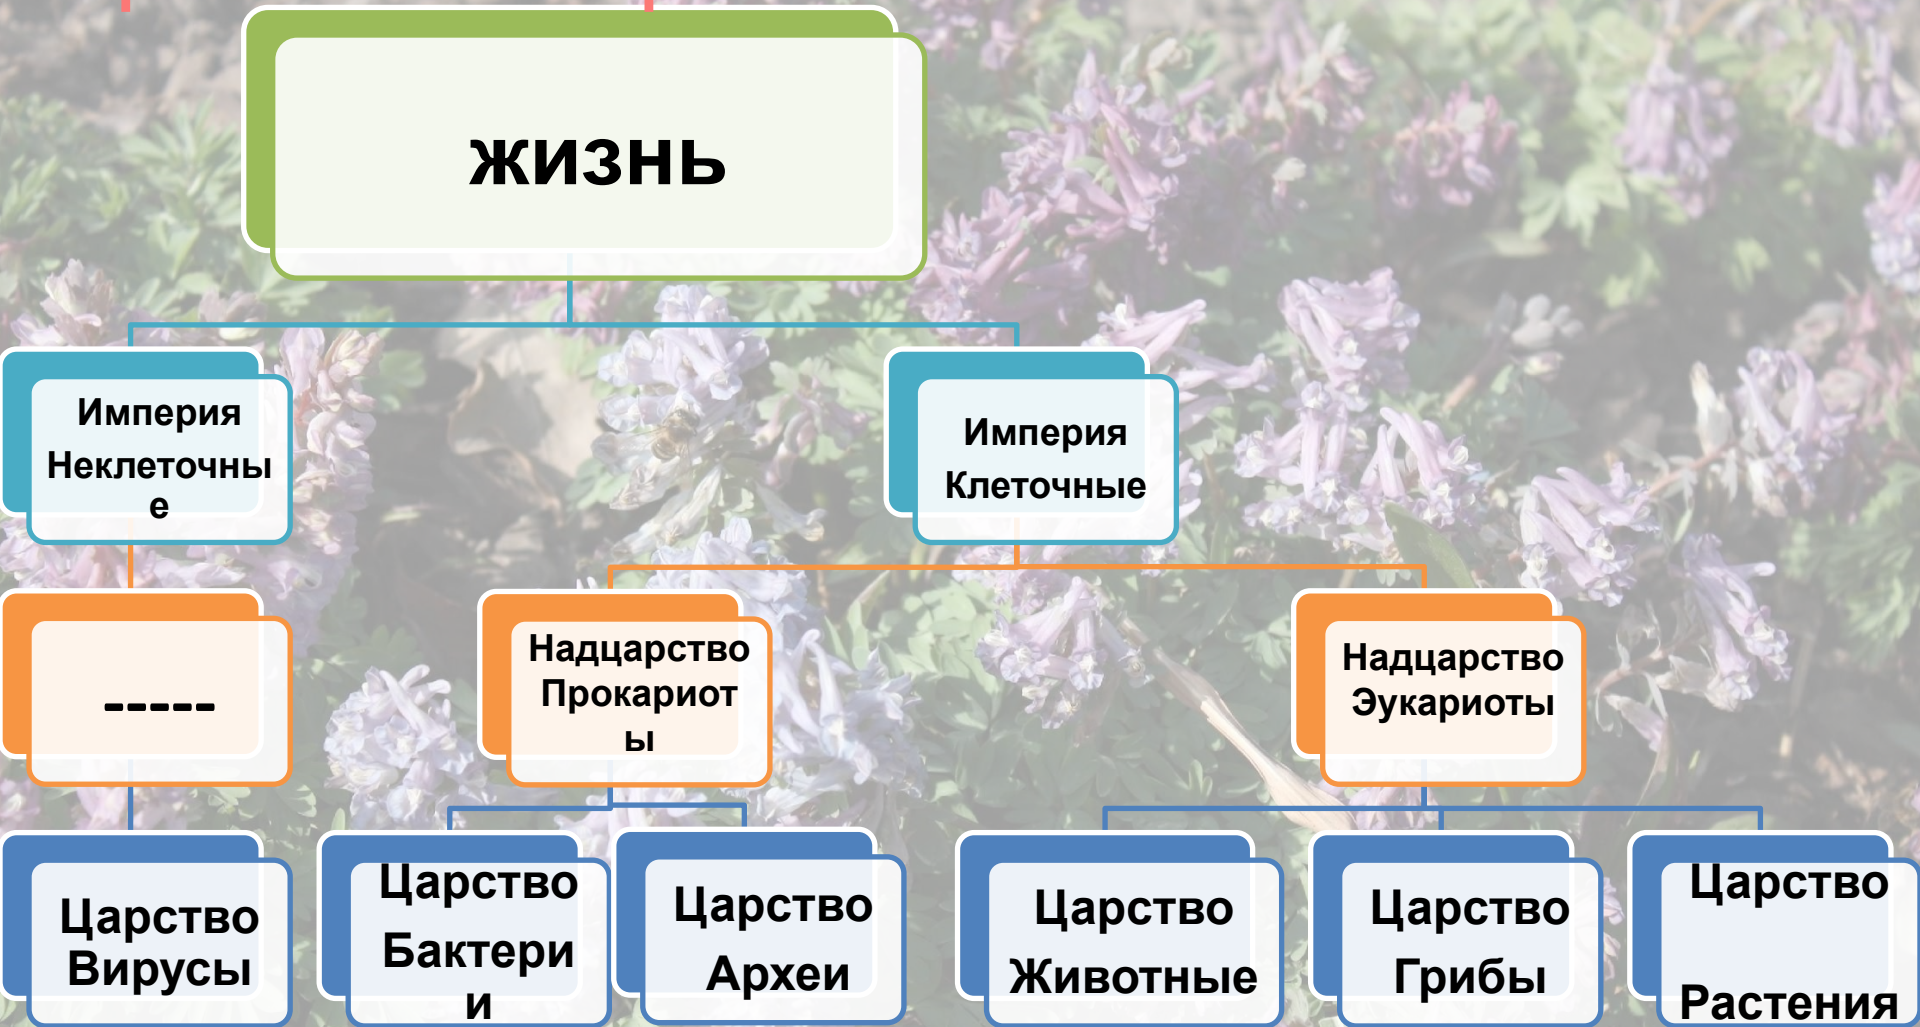 жизнь
Империя
Неклеточны
е
Империя
Клеточные
-----
Надцарство
Прокариот
ы
Надцарство
Эукариоты
Царство
Вирусы
Царство
Бактери
и
Царство
Археи
Царство
Животные
Царство
Грибы
Царство
Растения